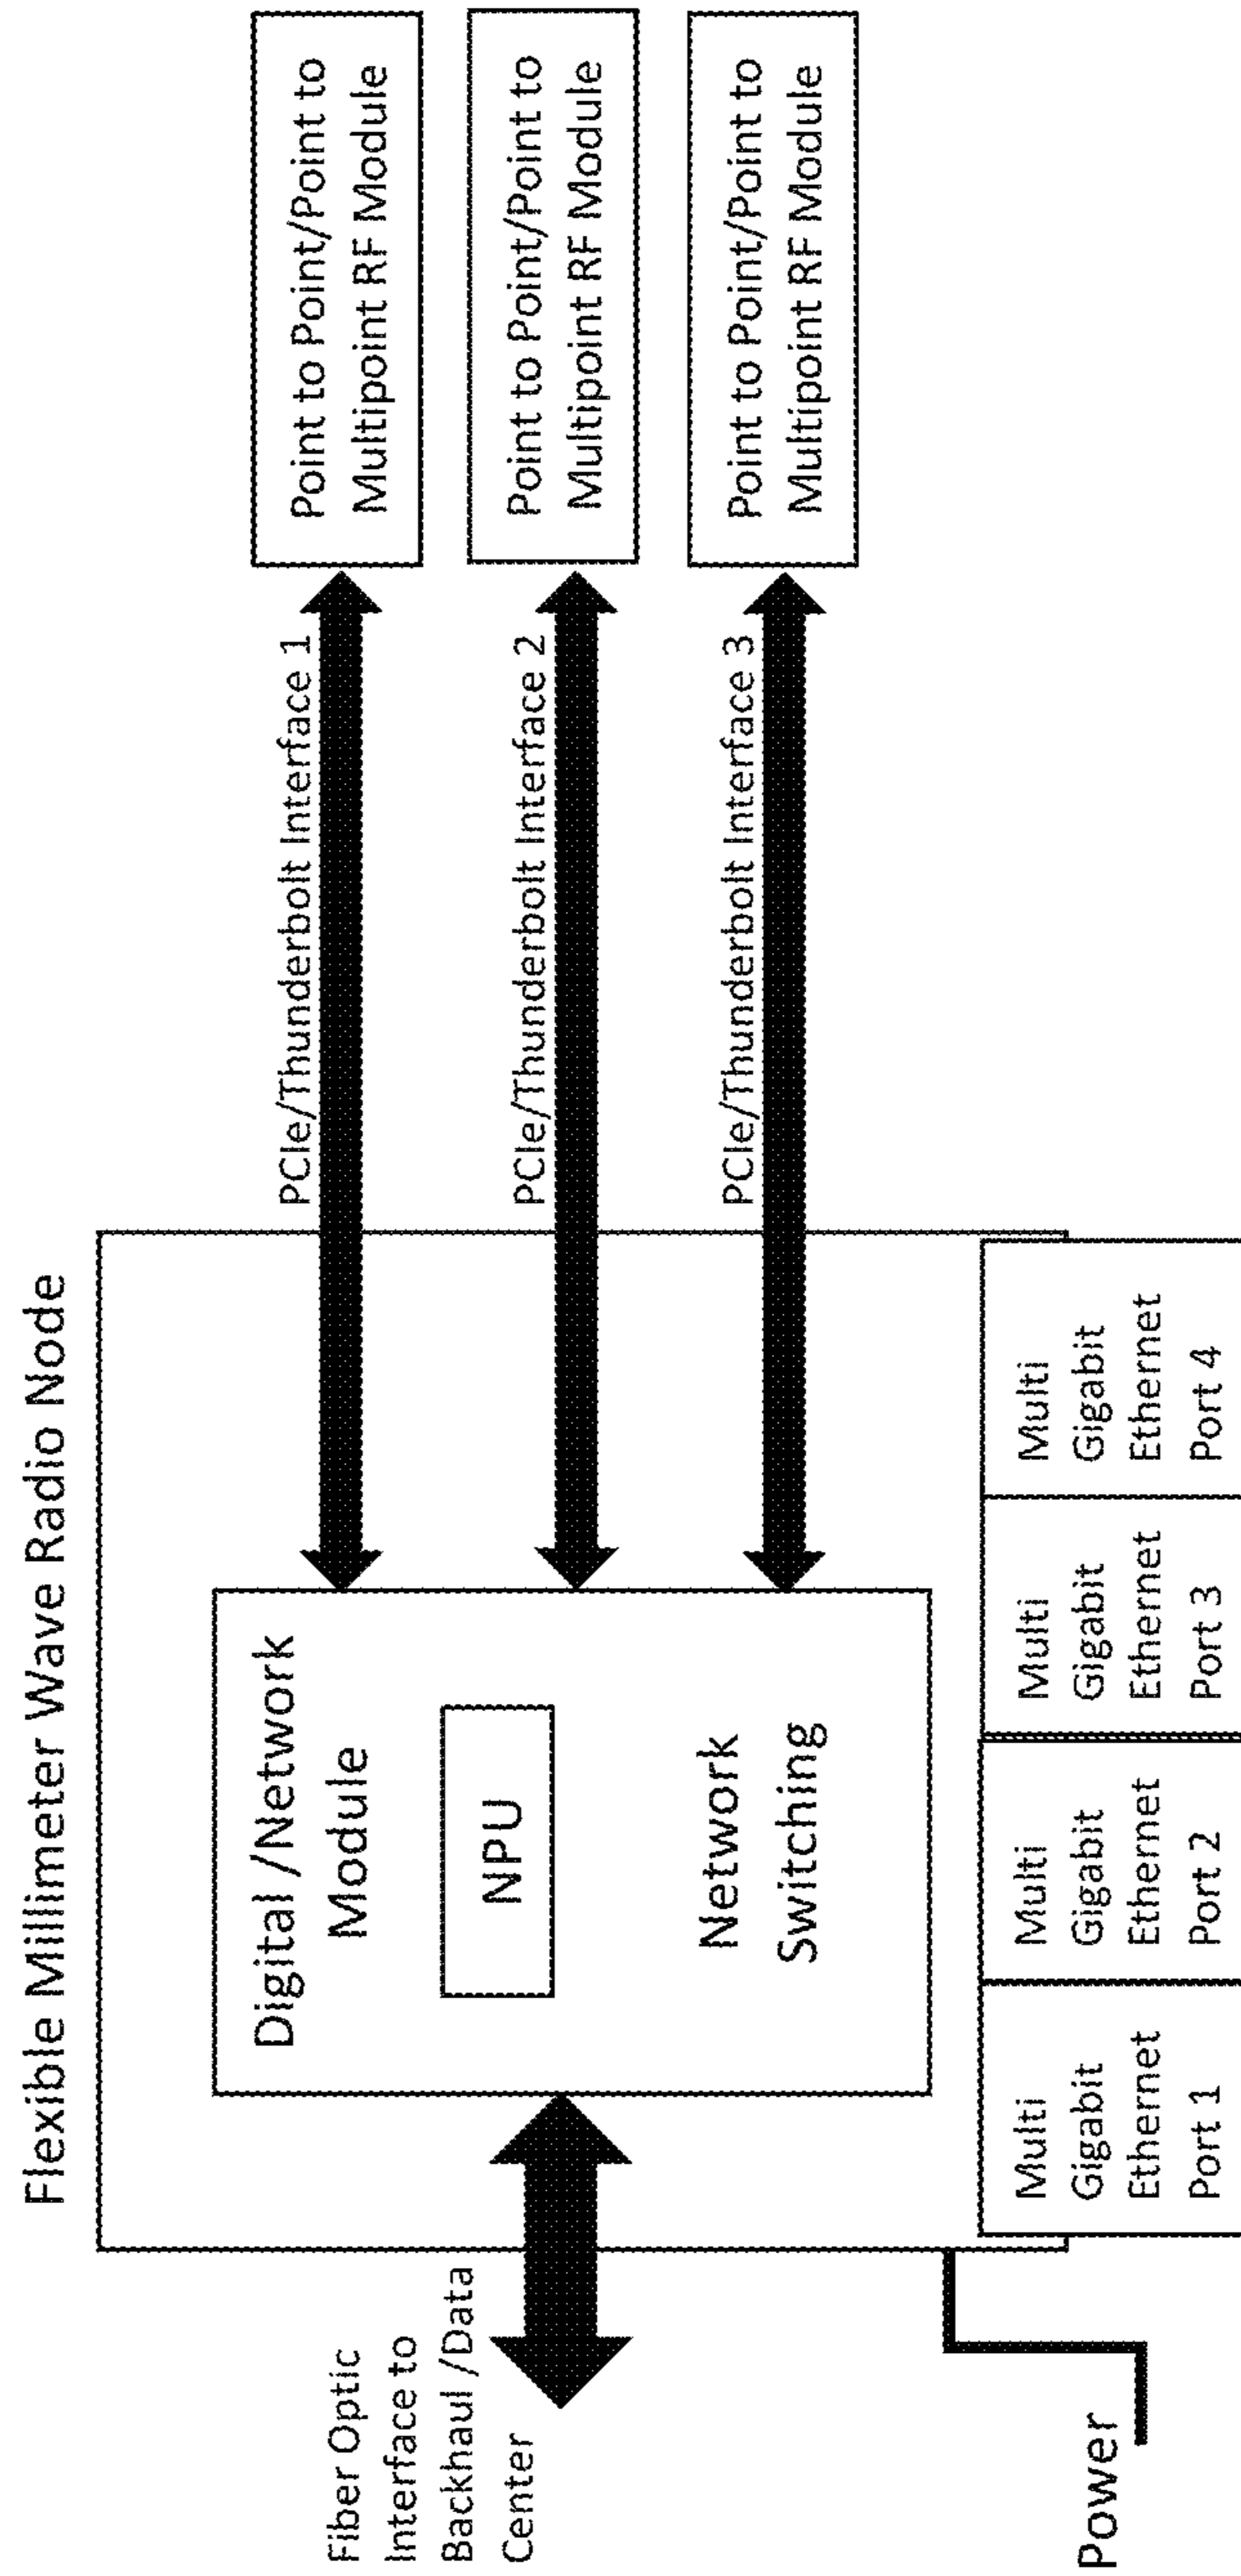 Flexible Millimeter Wave Radio Node
Fiber Optic
Interface to
Backhaul /Data
Center
Digital /Network
Module
NPU
Network
Switching
PCIe/Thunderbolt Interface 1
PCIe/Thunderbolt Interface 2
PCIe/Thunderbolt Interface 3
Point to Point/Point to
Multipoint RF Module
Point to Point/Point to
Multipoint RF Module
Point to Point/Point to
Multipoint RF Module
Power
Multi
Gigabit
Ethernet
Port 1
Multi
Gigabit
Ethernet
Port 2
Multi
Gigabit
Ethernet
Port 3
Multi
Gigabit
Ethernet
Port 4